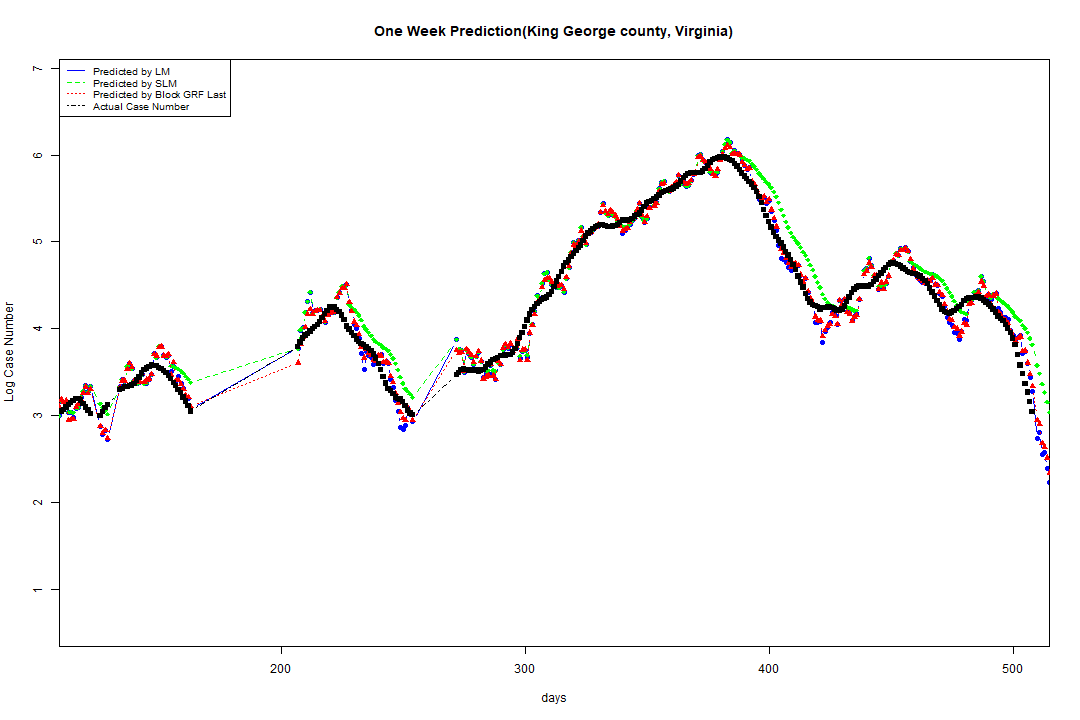 One Week Prediction(King George county, Virginia)
Predicted by LM
Predicted by SLM
Predicted by Block GRF Last
Actual Case Number
7
6
5
4
3
2
1
Log Case Number
200 300 400 500
days